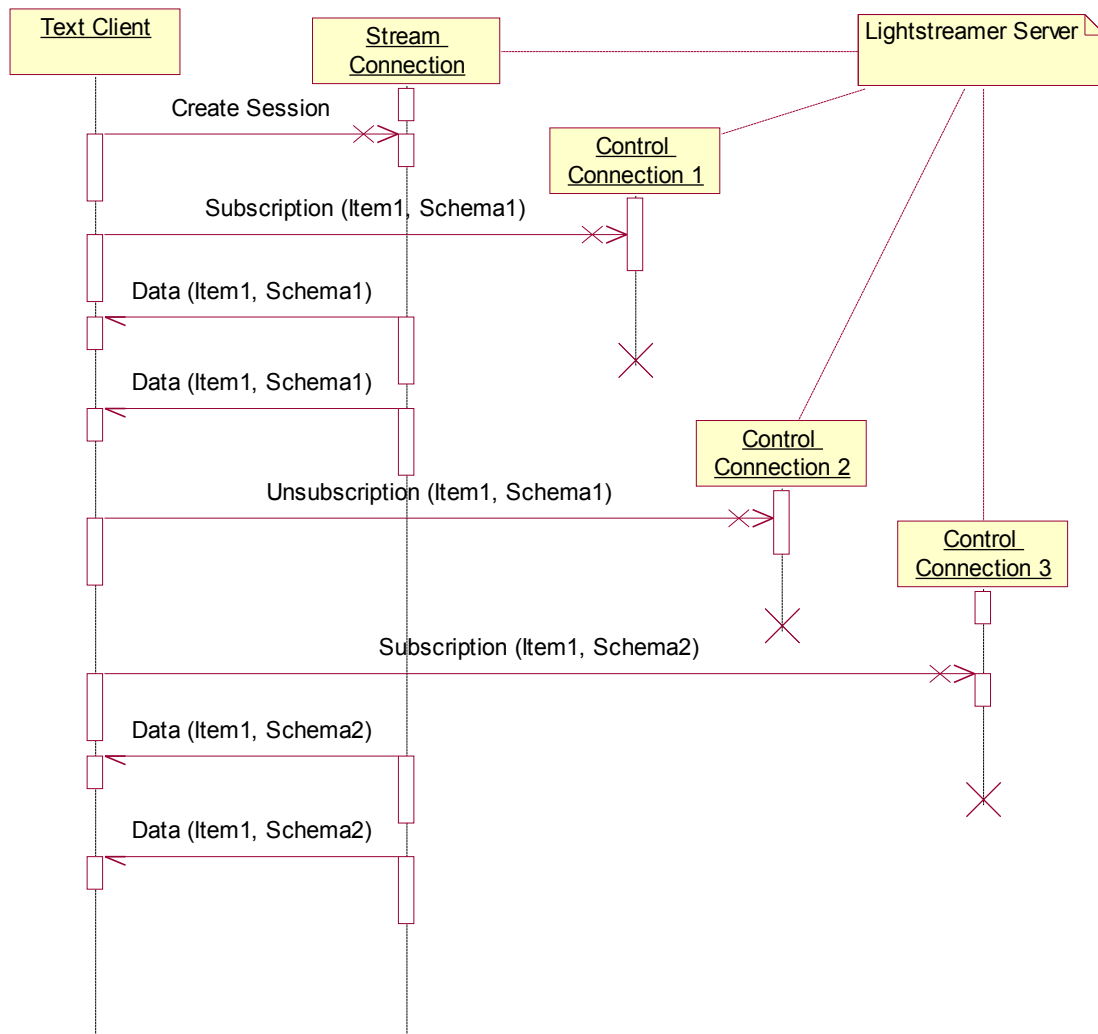 Text Client
Stream
Connection
Lightstreamer Server
Create Session
Control
Connection 1
Subscription (Item1, Schema1)
Data (Item1, Schema1)
Data (Item1, Schema1)
Control
Connection 2
Unsubscription (Item1, Schema1)
Control
Connection 3
Subscription (Item1, Schema2)
Data (Item1, Schema2)
Data (Item1, Schema2)